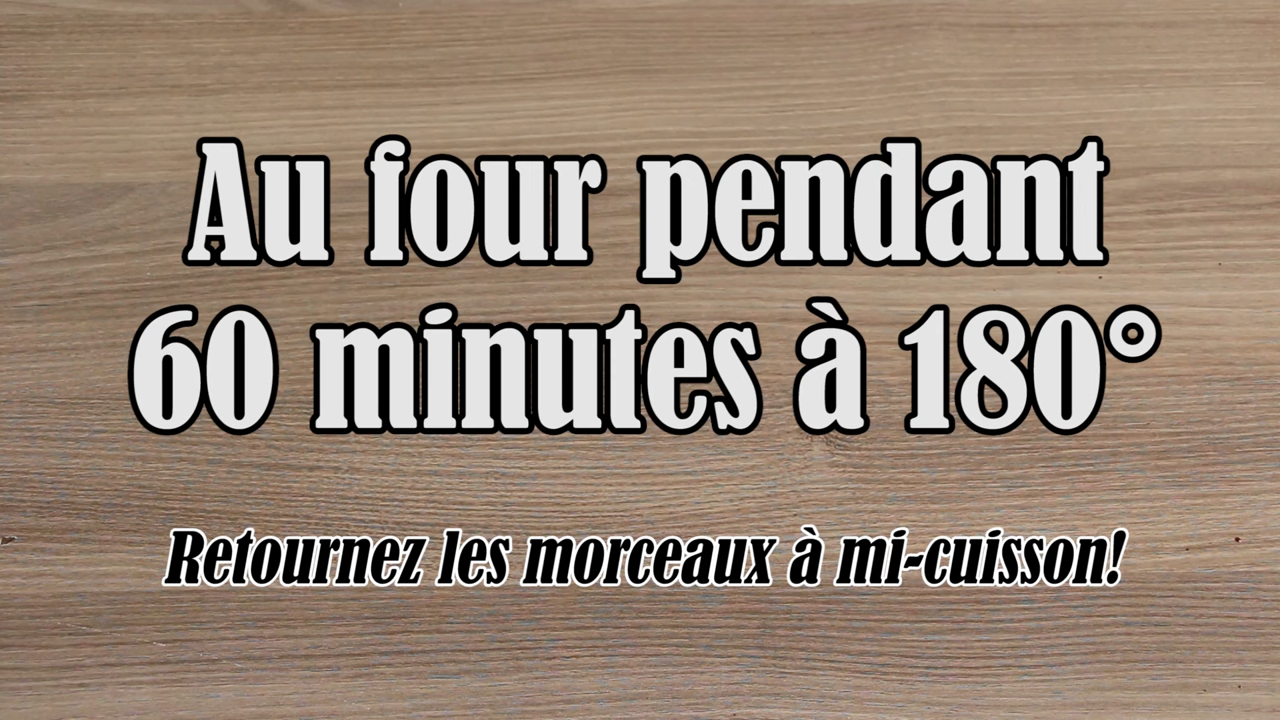 Au four pendant
60 minutes à 180°
Retournez les morceaux à mi-cuisson!